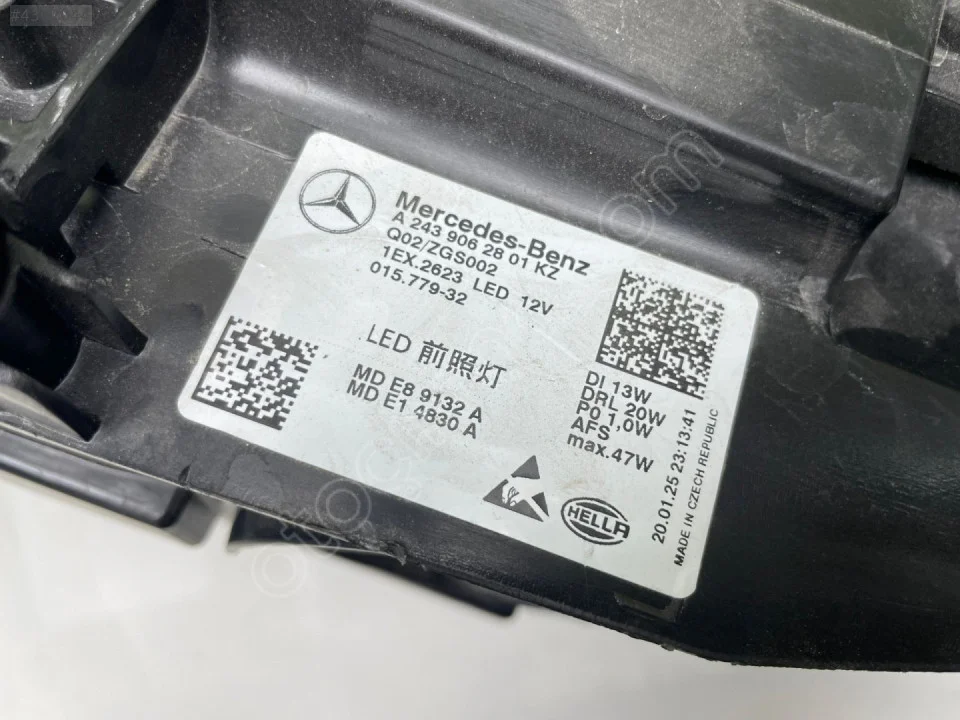 Mercedes-Benz
A 243 906 28 01 KZ
Q02/ZGS002
1EX.2623 LED 12V
015.779-32
LED 前照灯
MD E8 9132 A
MD E1 4830 A
DI 13W
DRL 20W
PO 1,0W
AFS
max.47W
HELLA
20.01.25 23:13:41
MADE IN CZECH REPUBLIC